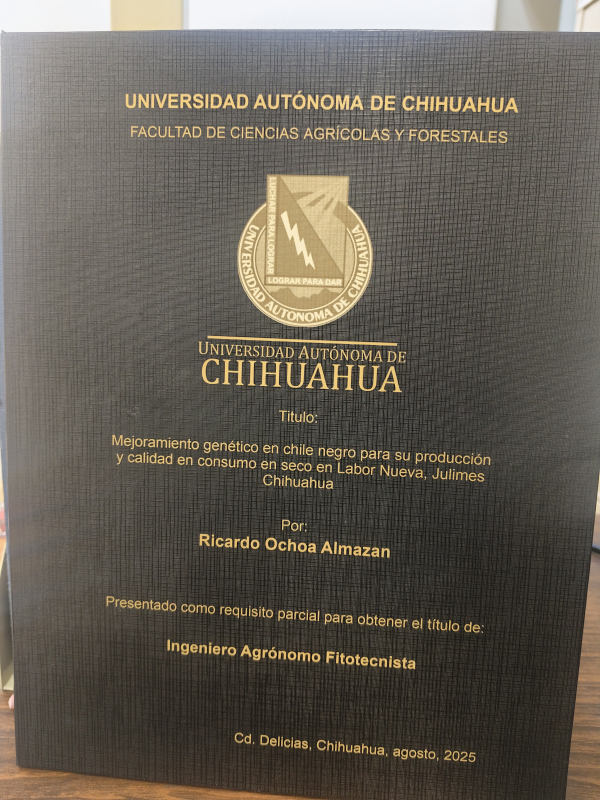 UNIVERSIDAD AUTÓNOMA DE CHIHUAHUA
FACULTAD DE CIENCIAS AGRÍCOLAS Y FORESTALES
LUCHAR PARA LOGRAR
LOGRAR PARA DAR
UNIVERSIDAD AUTONOMA DE CHIHUAHUA
UNIVERSIDAD AUTÓNOMA DE
CHIHUAHUA
Titulo:
Mejoramiento genético en chile negro para su producción
y calidad en consumo en seco en Labor Nueva, Julimes
Chihuahua
Por:
Ricardo Ochoa Almazan
Presentado como requisito parcial para obtener el título de:
Ingeniero Agrónomo Fitotecnista
Cd. Delicias, Chihuahua, agosto, 2025